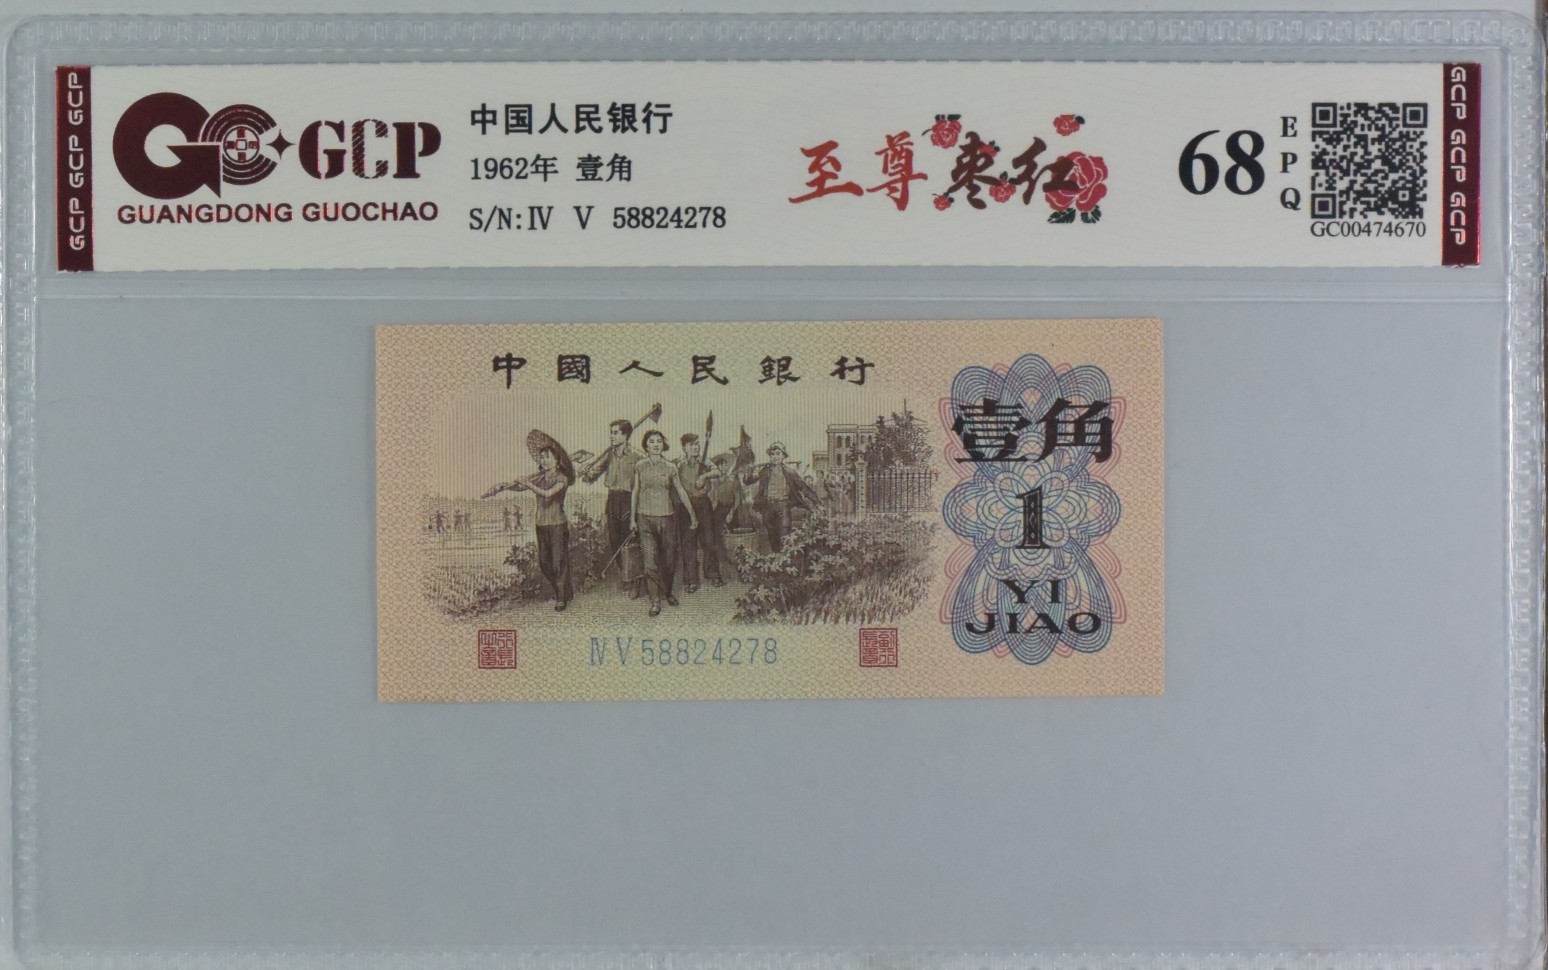 GCP GCP GCP
GCP
GUANGDONG GUOCHAO
中国人民银行
1962年 壹角
S/N:Ⅳ Ⅴ 58824278
至尊枣红
68
EPQ
GC00474670
GCP GCP GCP
中國人民銀行
壹角
1
YI
JIAO
ⅣⅤ58824278